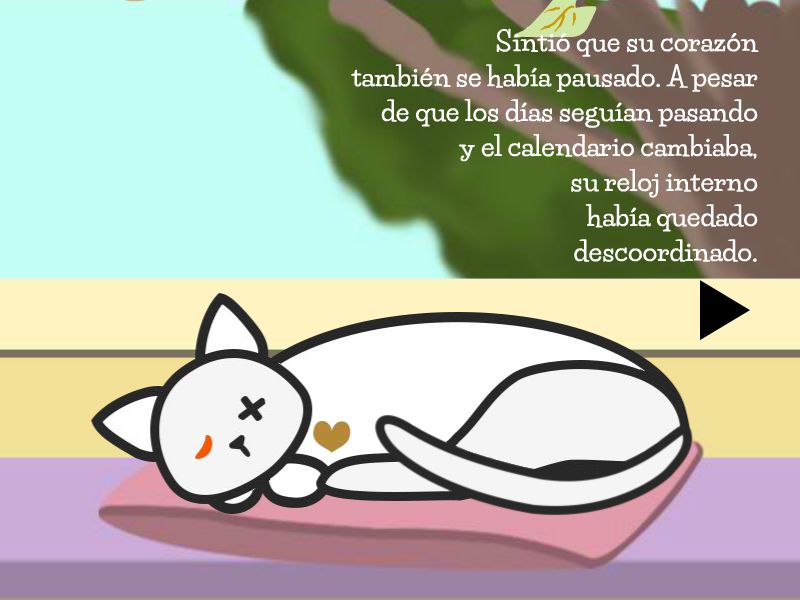 Sintió que su corazón
también se había pausado. A pesar
de que los días seguían pasando
y el calendario cambiaba,
su reloj interno
había quedado
descoordinado.